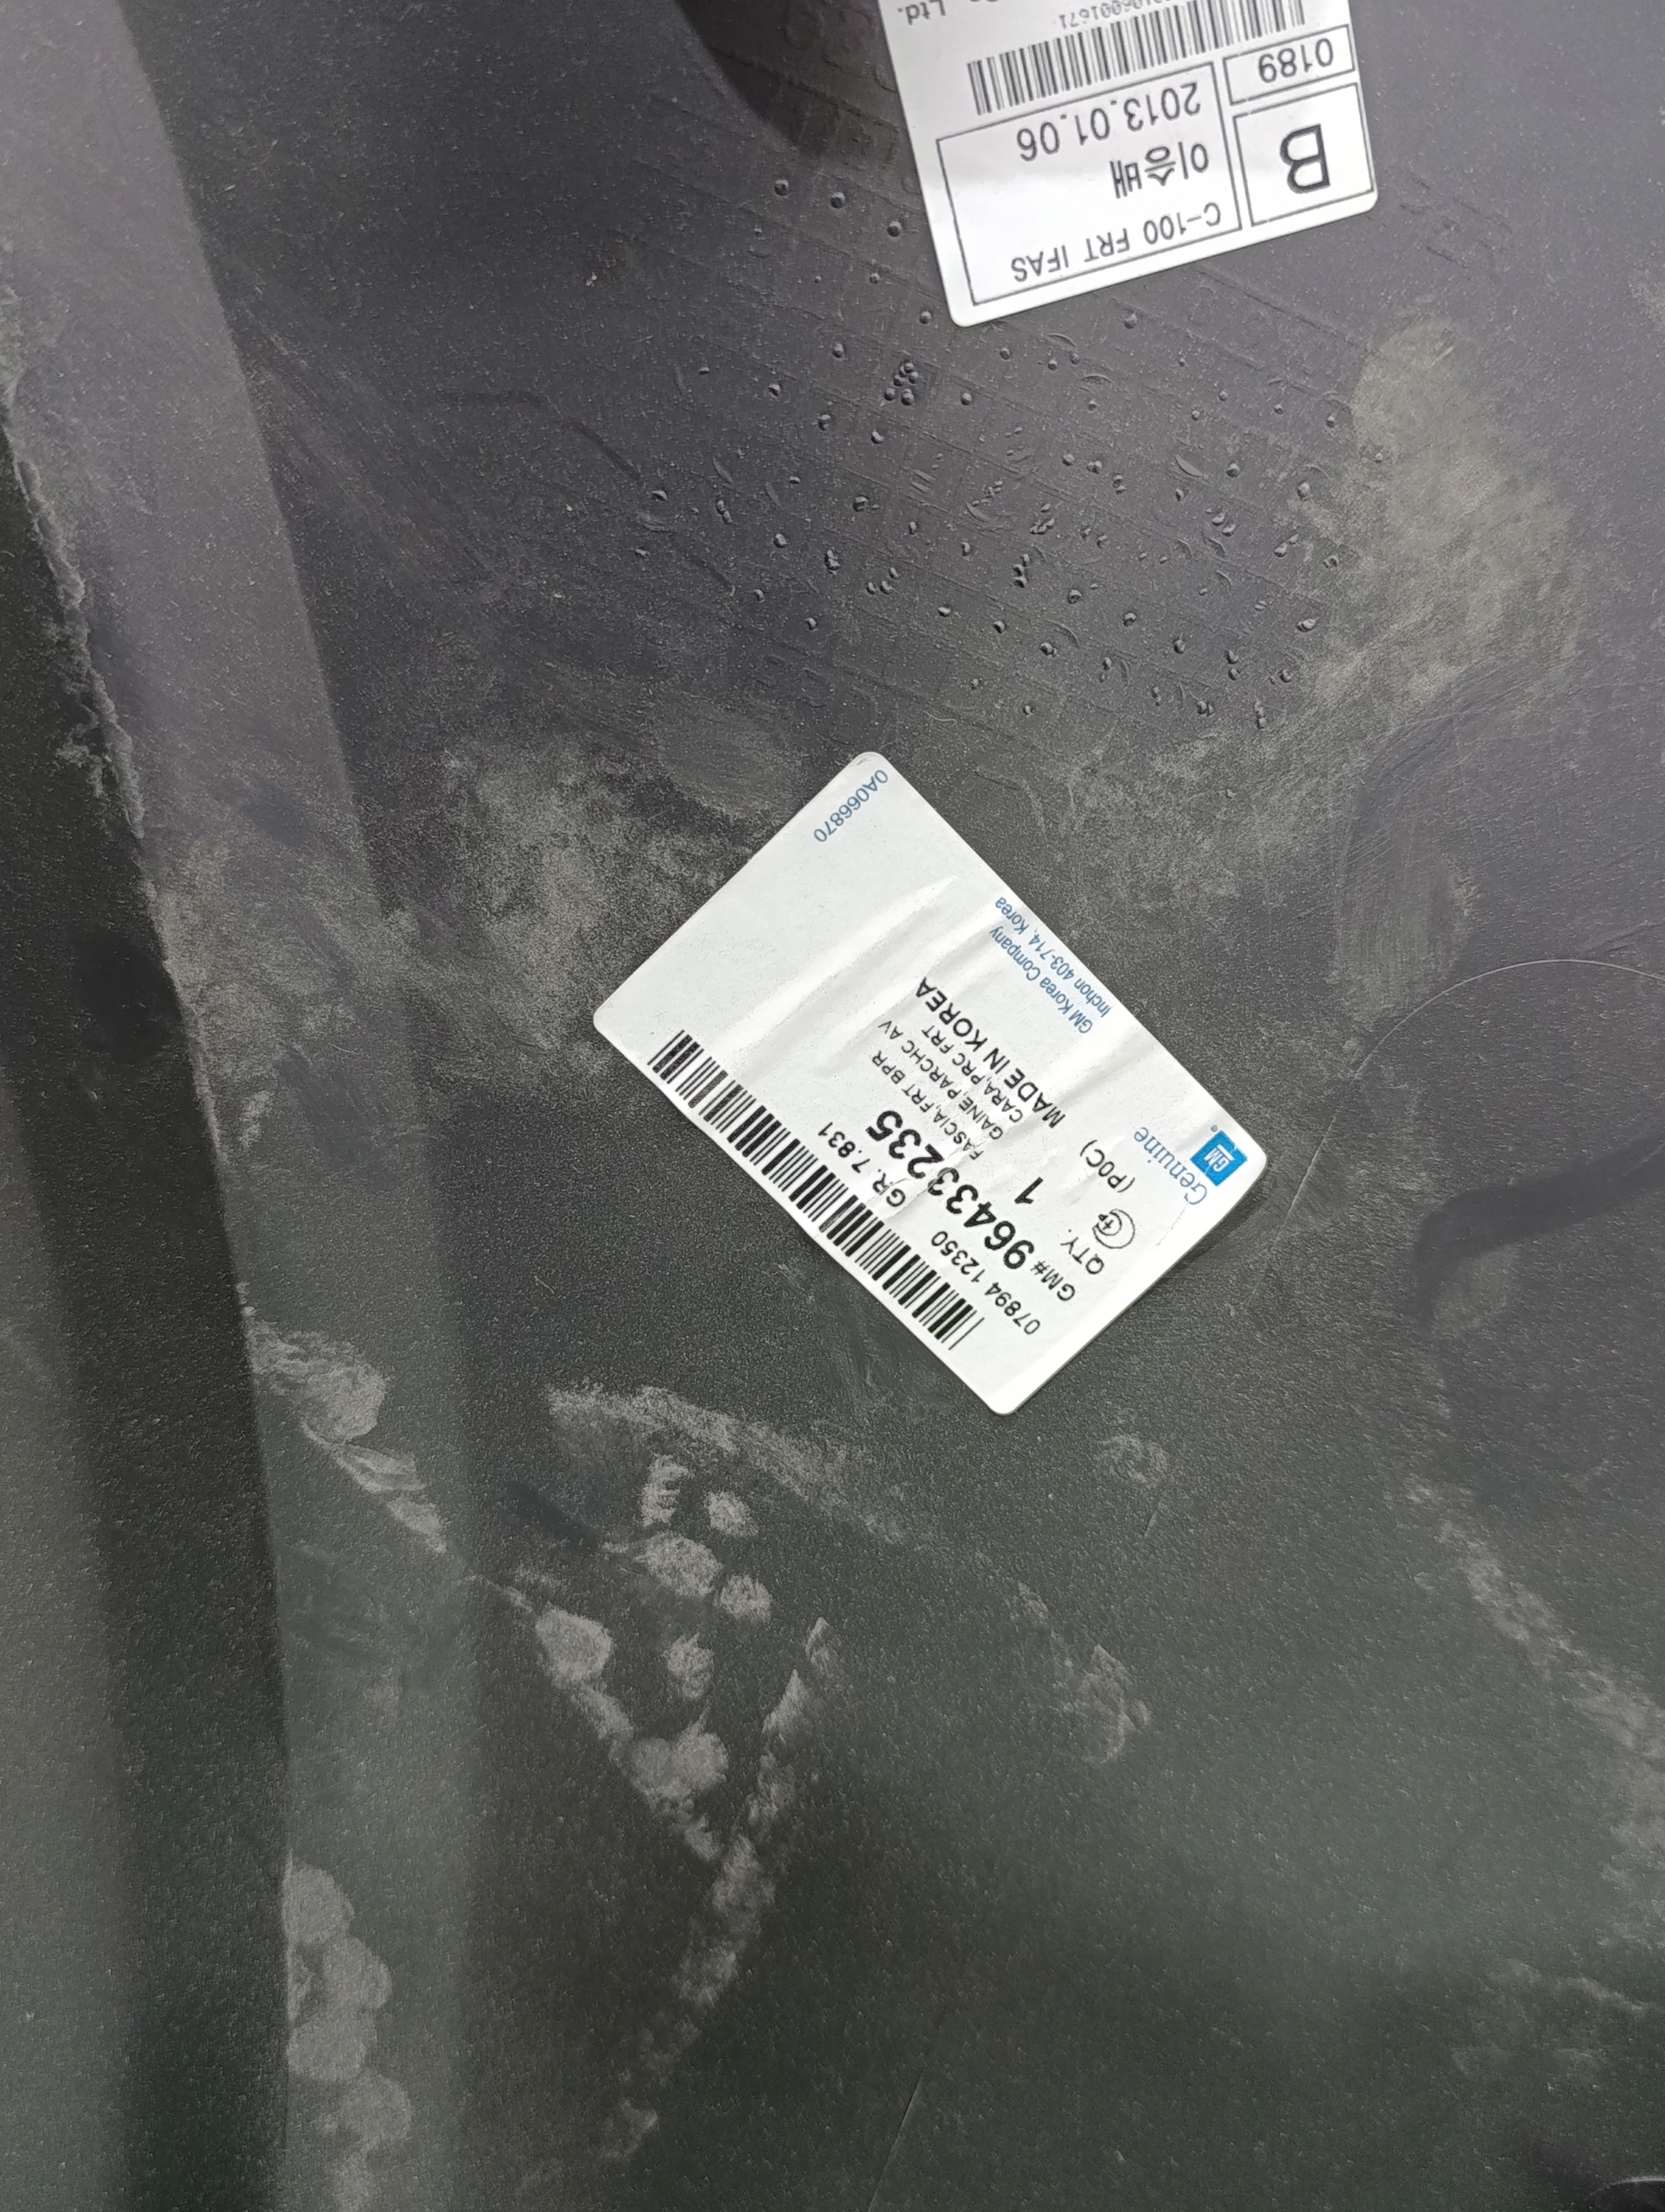 C-100 FRT IFAS
B
이승배
2013.01.06
0189
Ltd.
07894 12350 GR. 7.831
GM# 96433235
FASCIA,FRT BPR
QTY. 1
GAINE,PARCHC AV
CARA,PRC FRT
(POC) MADE IN KOREA
Genuine GM
GM Korea Company
Inchon 403-714, Korea
0A066870